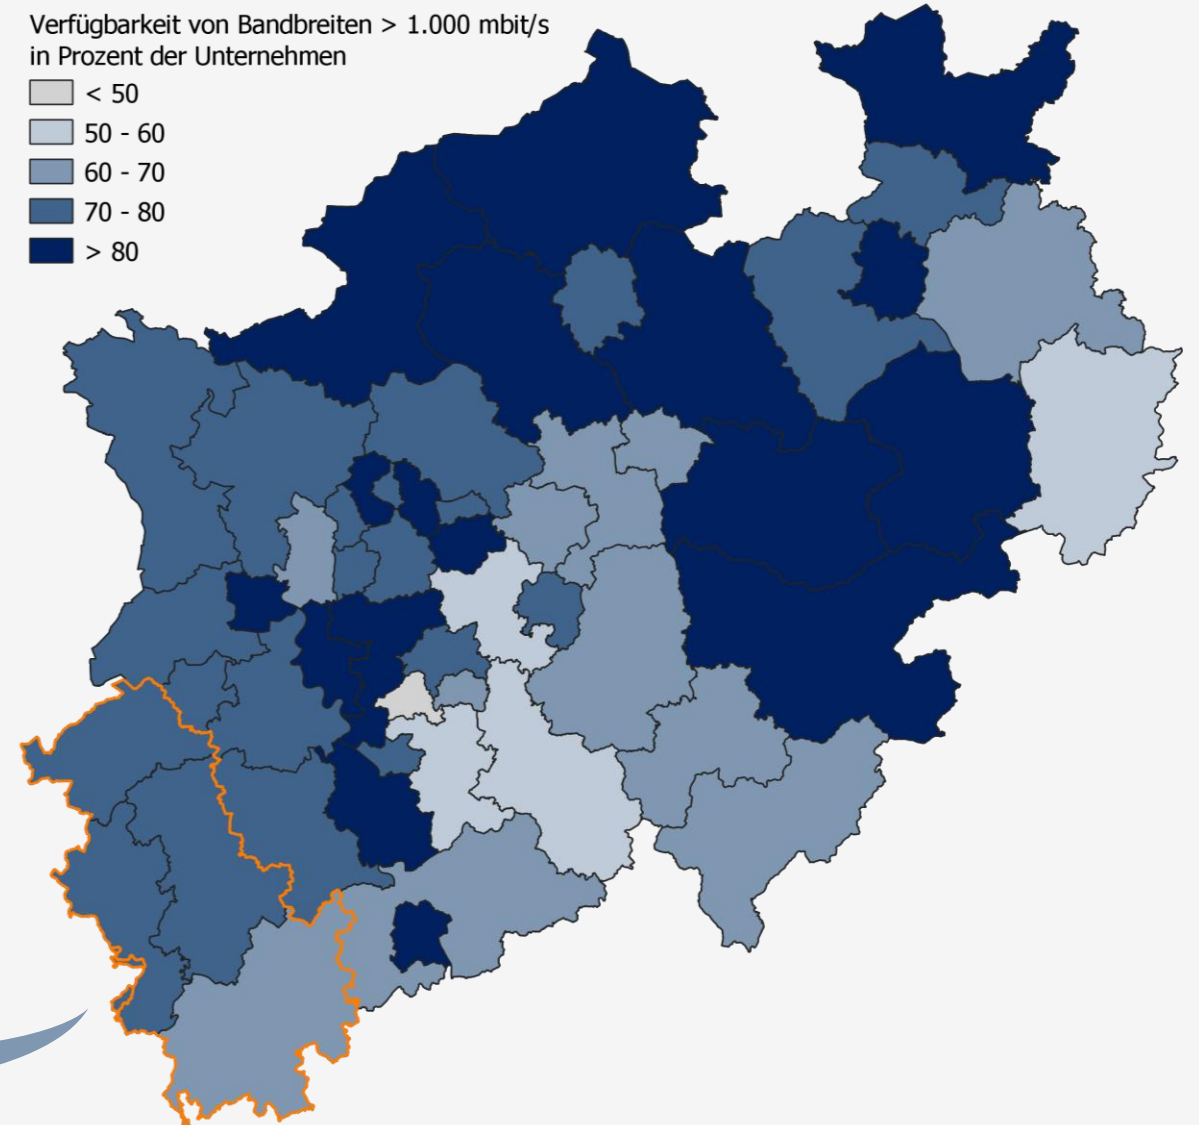 Verfügbarkeit von Bandbreiten > 1.000 mbit/s
in Prozent der Unternehmen
< 50
50 - 60
60 - 70
70 - 80
> 80